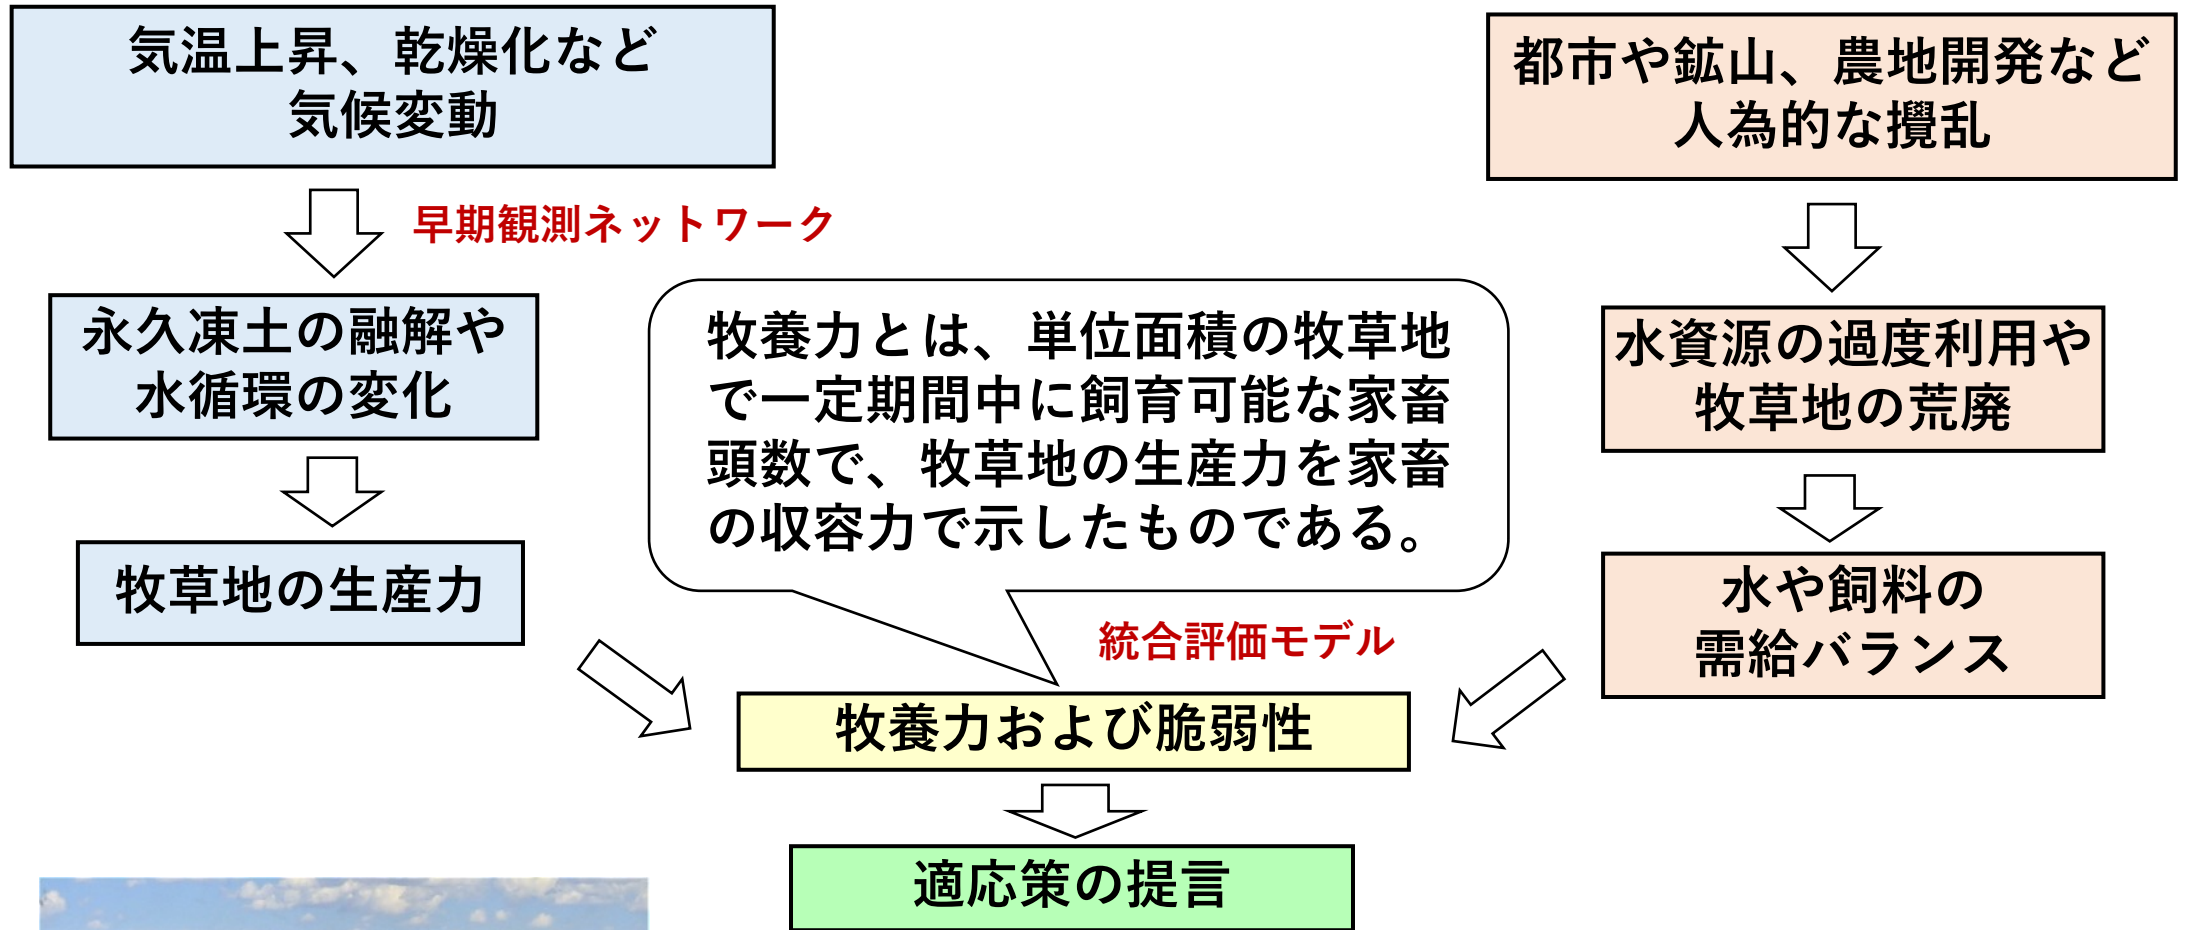 気温上昇、乾燥化など
気候変動
都市や鉱山、農地開発など
人為的な攪乱
早期観測ネットワーク
永久凍土の融解や
水循環の変化
牧養力とは、単位面積の牧草地
で一定期間中に飼育可能な家畜
頭数で、牧草地の生産力を家畜
の収容力で示したものである。
水資源の過度利用や
牧草地の荒廃
牧草地の生産力
水や飼料の
需給バランス
統合評価モデル
牧養力および脆弱性
適応策の提言